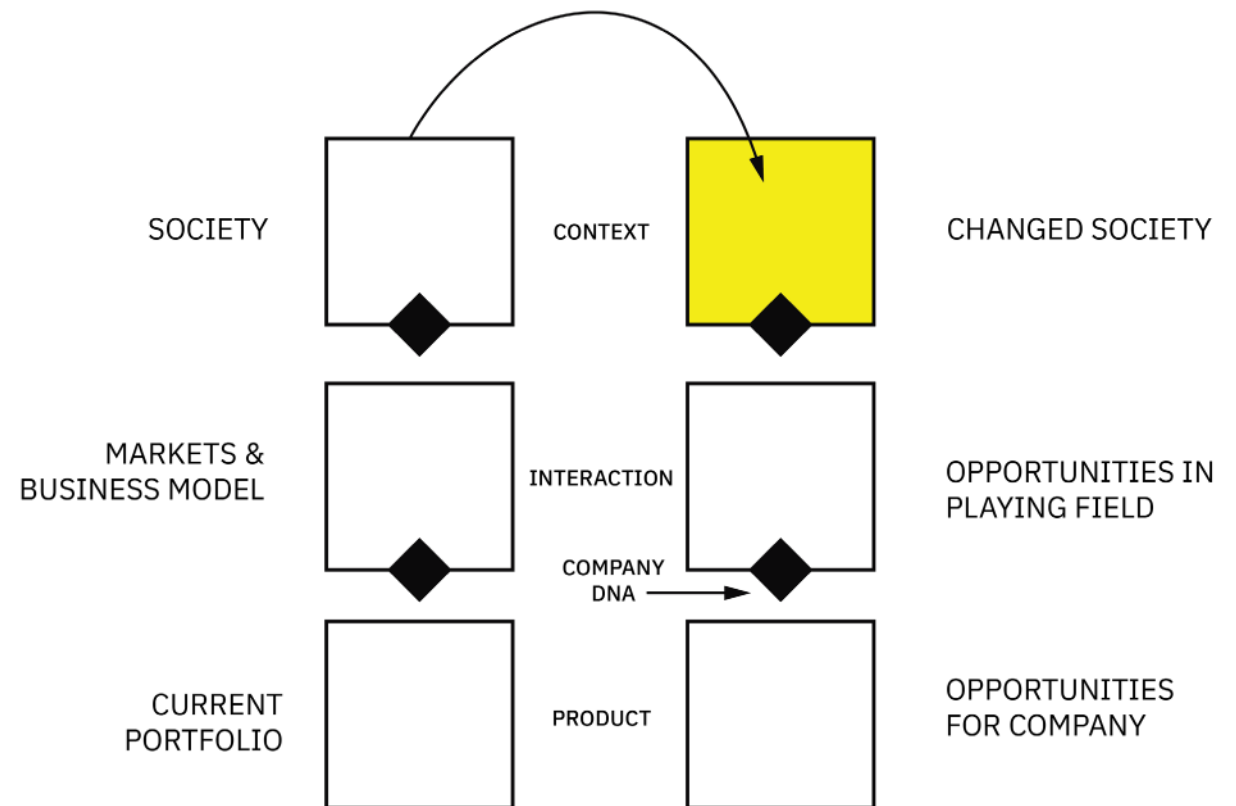 SOCIETY
CONTEXT
CHANGED SOCIETY
MARKETS &
BUSINESS MODEL
INTERACTION
OPPORTUNITIES IN
PLAYING FIELD
COMPANY
DNA
CURRENT
PORTFOLIO
PRODUCT
OPPORTUNITIES
FOR COMPANY